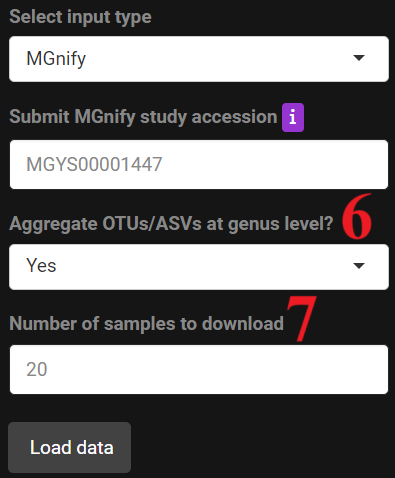 Select input type
MGnify
Submit MGnify study accession i
MGYS00001447
Aggregate OTUs/ASVs at genus level? 6
Yes
Number of samples to download 7
20
Load data